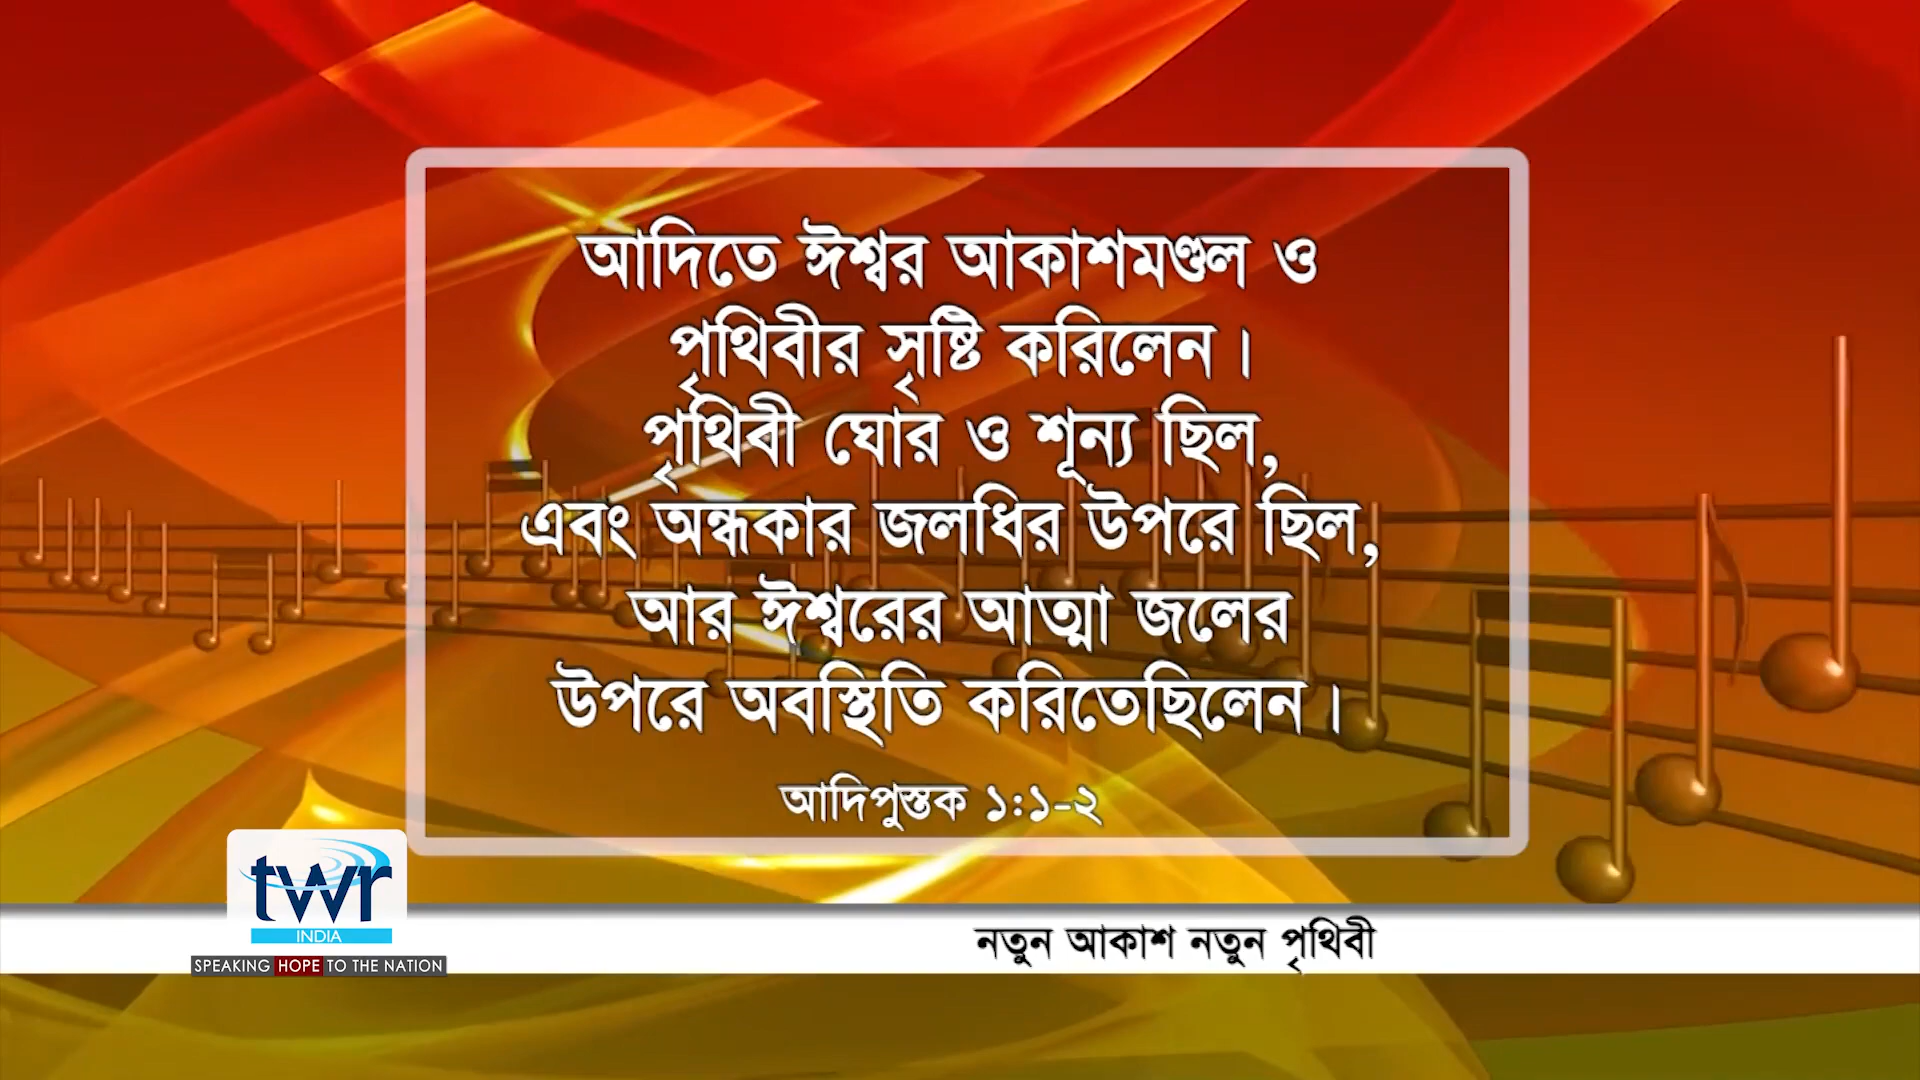 আদিতে ঈশ্বর আকাশমণ্ডল ও
পৃথিবীর সৃষ্টি করিলেন।
পৃথিবী ঘোর ও শূন্য ছিল,
এবং অন্ধকার জলধির উপরে ছিল,
আর ঈশ্বরের আত্মা জলের
উপরে অবস্থিতি করিতেছিলেন।
আদিপুস্তক ১:১-২
twr
INDIA
SPEAKING HOPE TO THE NATION
নতুন আকাশ নতুন পৃথিবী